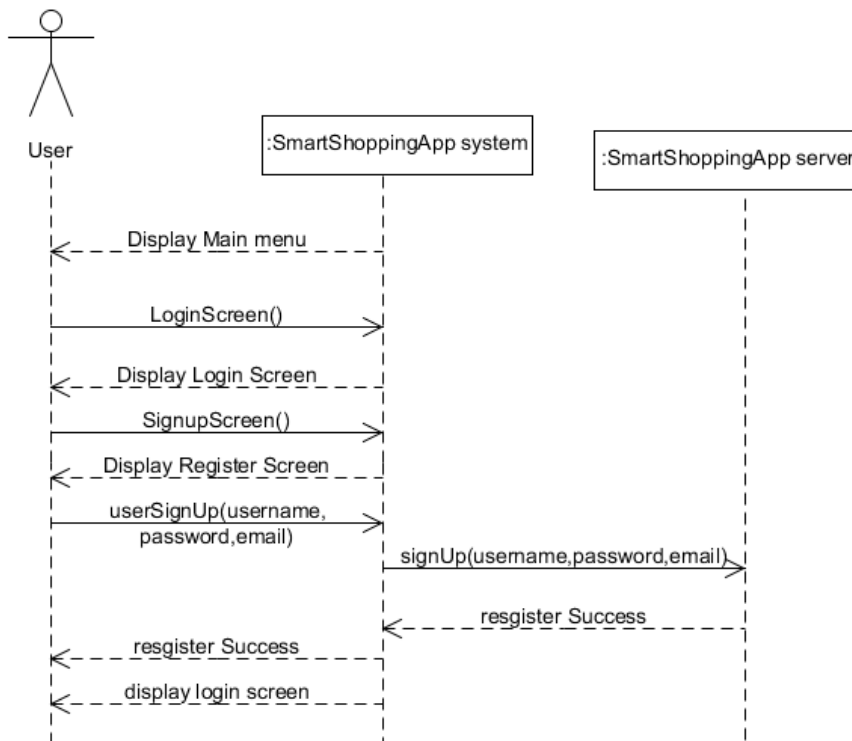 User
:SmartShoppingApp system
:SmartShoppingApp server
Display Main menu
LoginScreen()
Display Login Screen
SignupScreen()
Display Register Screen
userSignUp(username,
password,email)
signUp(username,password,email)
resgister Success
resgister Success
display login screen